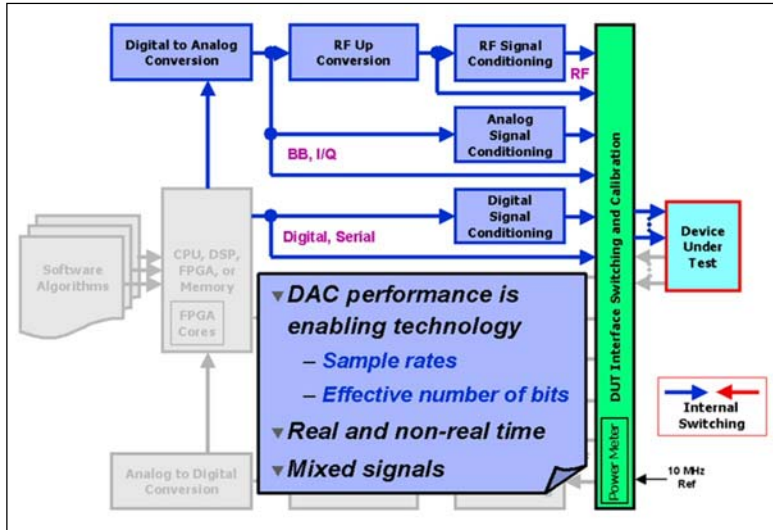 Digital to Analog
Conversion
RF Up
Conversion
RF Signal
Conditioning
RF
Analog
Signal
Conditioning
BB, I/Q
Digital
Signal
Conditioning
Digital, Serial
Software
Algorithms
CPU, DSP,
FPGA, or
Memory
FPGA
Cores
DUT Interface Switching and Calibration
Device
Under
Test
▾DAC performance is
enabling technology
– Sample rates
– Effective number of bits
▾Real and non-real time
▾Mixed signals
Internal
Switching
Power Meter
10 MHz
Ref
Analog to Digital
Conversion